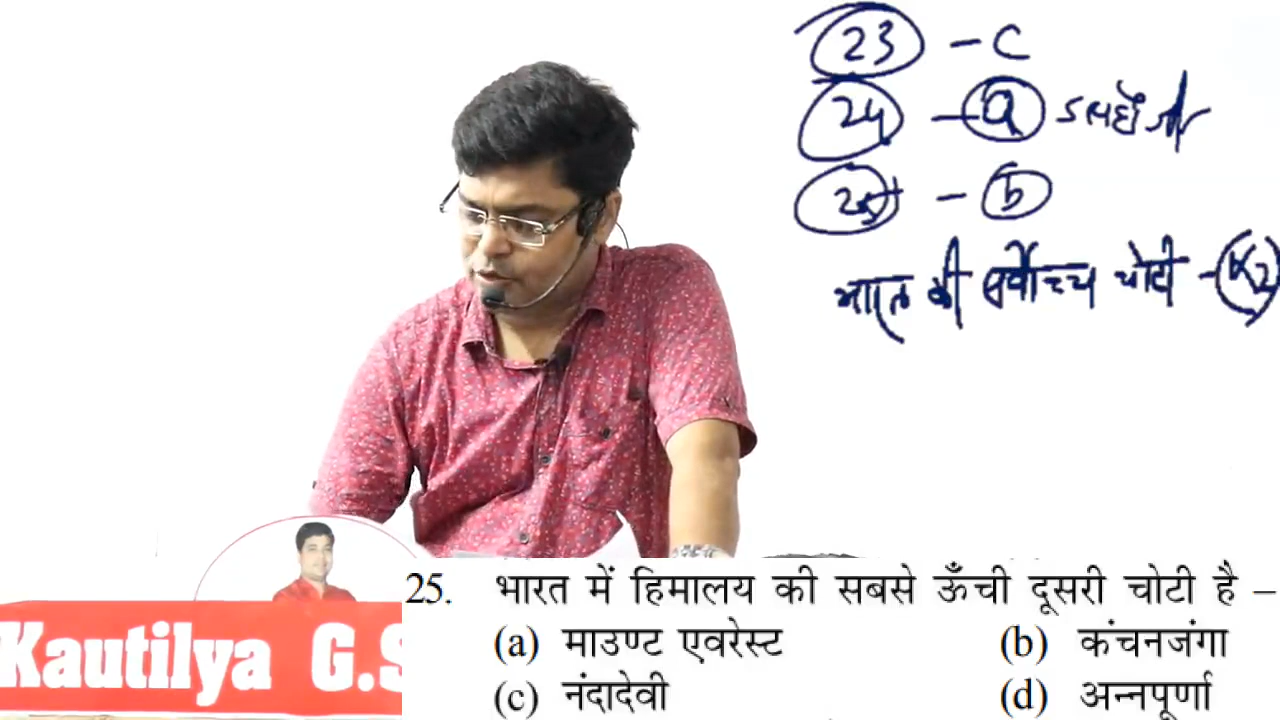 23 - C
24 - a
25 - b
भारत की सर्वोच्च चोटी - K2
25. भारत में हिमालय की सबसे ऊँची दूसरी चोटी है –
(a) माउण्ट एवरेस्ट (b) कंचनजंगा
(c) नंदादेवी (d) अन्नपूर्णा
Kautilya G.S